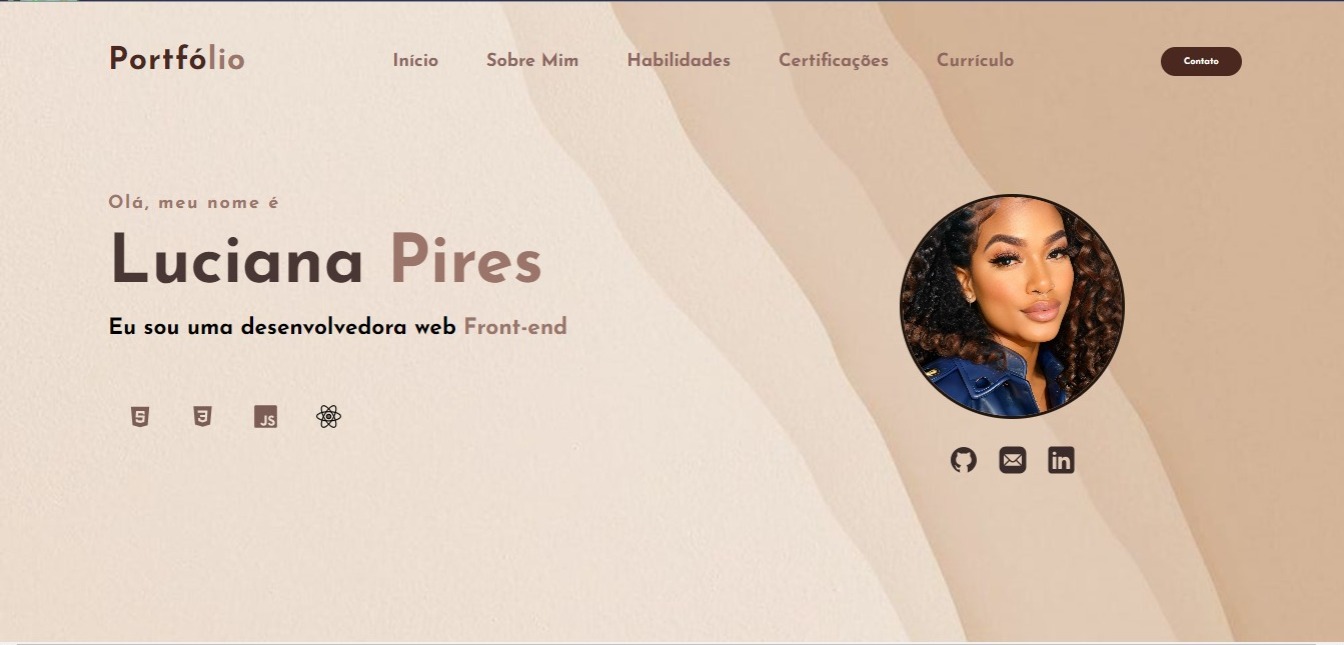 Portfólio
Início Sobre Mim Habilidades Certificações Currículo
Contato
Olá, meu nome é
Luciana Pires
Eu sou uma desenvolvedora web Front-end
5 3 JS
in